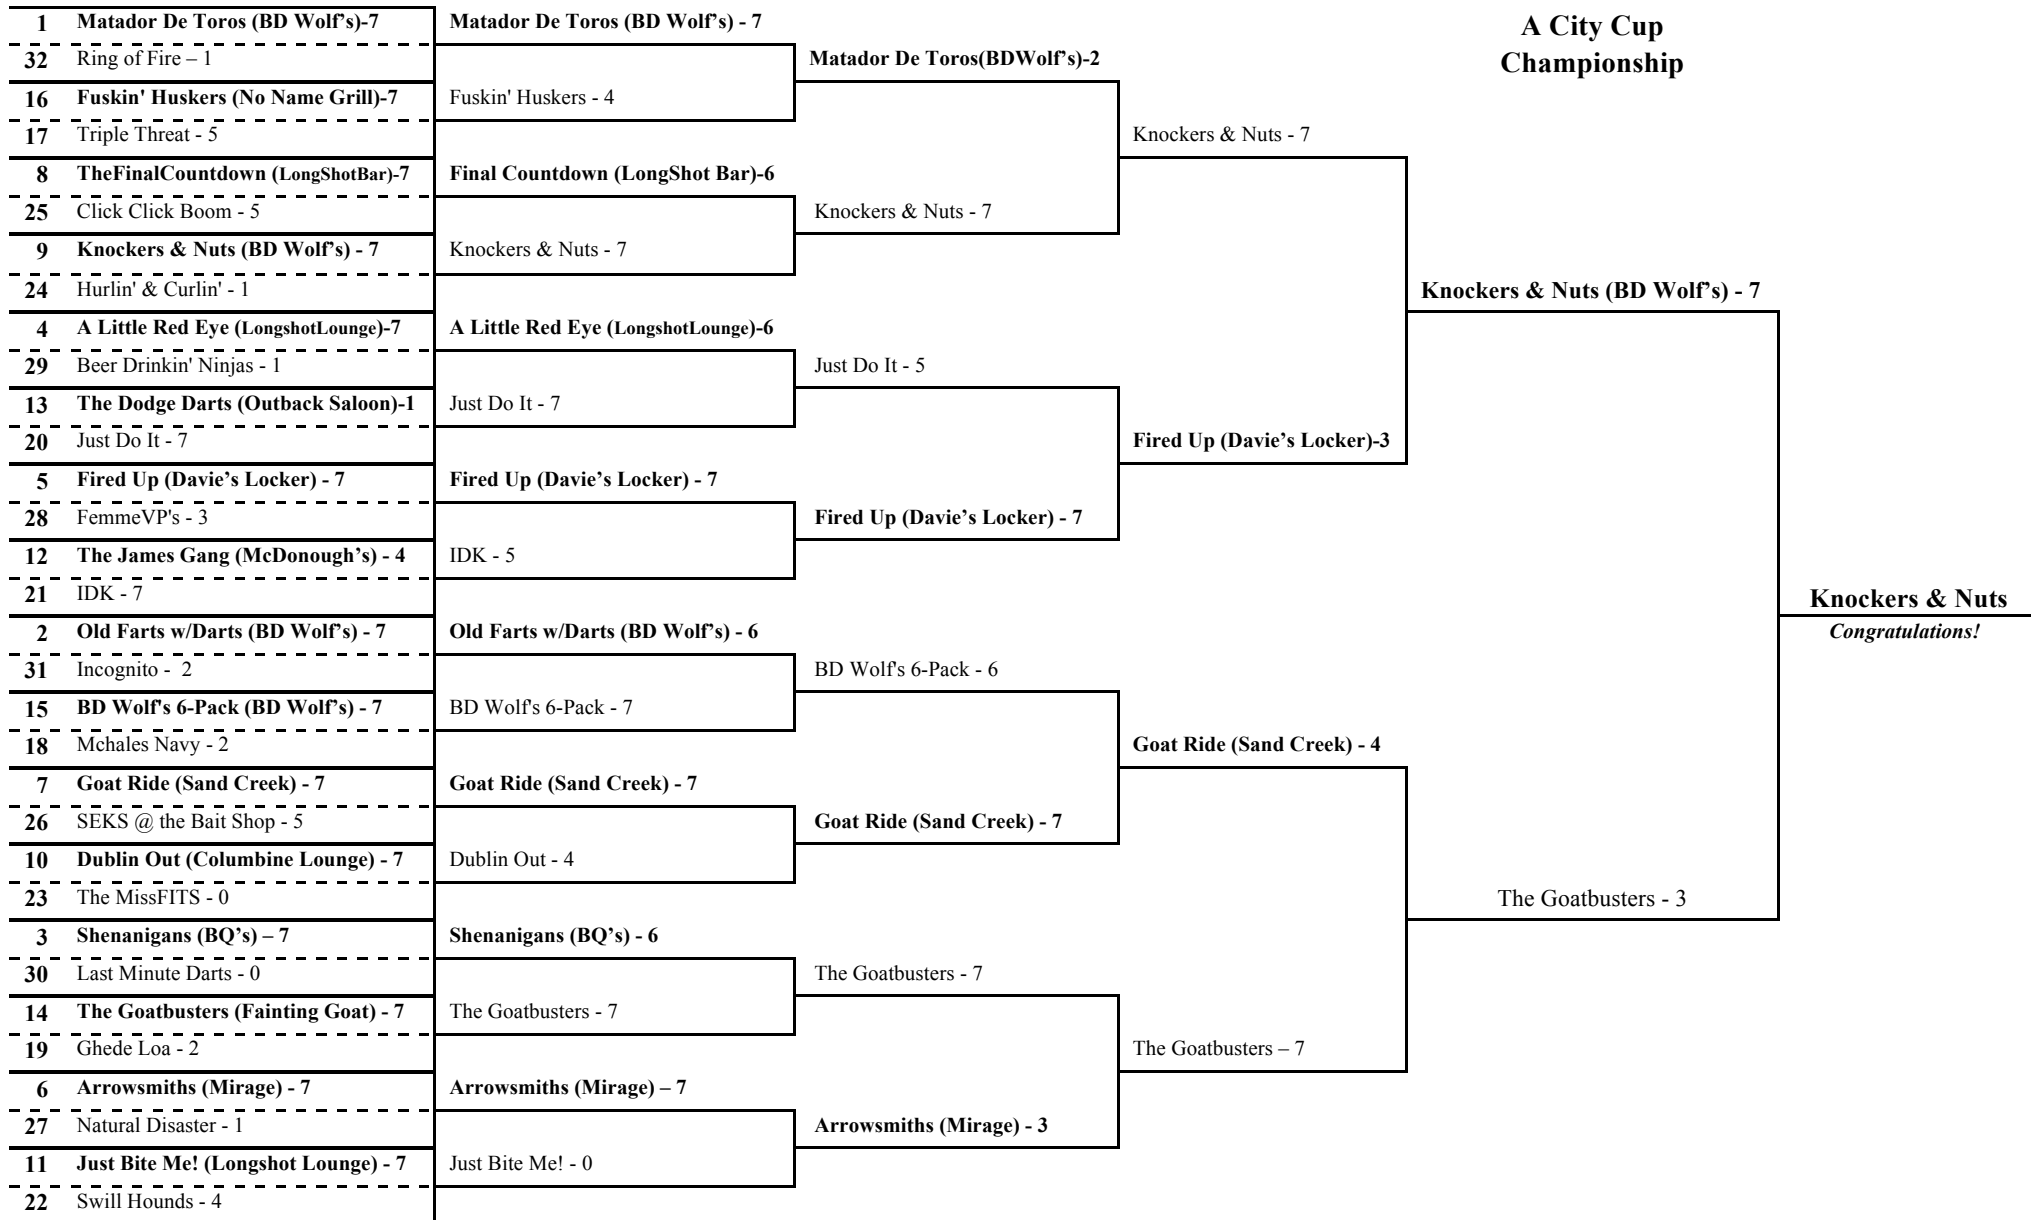 A City Cup
Championship
1 Matador De Toros (BD Wolf's)-7
32 Ring of Fire – 1
16 Fuskin' Huskers (No Name Grill)-7
17 Triple Threat - 5
8 TheFinalCountdown (LongShotBar)-7
25 Click Click Boom - 5
9 Knockers & Nuts (BD Wolf's) - 7
24 Hurlin' & Curlin' - 1
4 A Little Red Eye (LongshotLounge)-7
29 Beer Drinkin' Ninjas - 1
13 The Dodge Darts (Outback Saloon)-1
20 Just Do It - 7
5 Fired Up (Davie's Locker) - 7
28 FemmeVP's - 3
12 The James Gang (McDonough's) - 4
21 IDK - 7
2 Old Farts w/Darts (BD Wolf's) - 7
31 Incognito -  2
15 BD Wolf's 6-Pack (BD Wolf's) - 7
18 Mchales Navy - 2
7 Goat Ride (Sand Creek) - 7
26 SEKS @ the Bait Shop - 5
10 Dublin Out (Columbine Lounge) - 7
23 The MissFITS - 0
3 Shenanigans (BQ's) – 7
30 Last Minute Darts - 0
14 The Goatbusters (Fainting Goat) - 7
19 Ghede Loa - 2
6 Arrowsmiths (Mirage) - 7
27 Natural Disaster - 1
11 Just Bite Me! (Longshot Lounge) - 7
22 Swill Hounds - 4
Matador De Toros (BD Wolf's) - 7
Fuskin' Huskers - 4
Final Countdown (LongShot Bar)-6
Knockers & Nuts - 7
A Little Red Eye (LongshotLounge)-6
Just Do It - 7
Fired Up (Davie's Locker) - 7
IDK - 5
Old Farts w/Darts (BD Wolf's) - 6
BD Wolf's 6-Pack - 7
Goat Ride (Sand Creek) - 7
Dublin Out - 4
Shenanigans (BQ's) - 6
The Goatbusters - 7
Arrowsmiths (Mirage) – 7
Just Bite Me! - 0
Matador De Toros(BDWolf's)-2
Knockers & Nuts - 7
Just Do It - 5
Fired Up (Davie's Locker) - 7
BD Wolf's 6-Pack - 6
Goat Ride (Sand Creek) - 7
The Goatbusters - 7
Arrowsmiths (Mirage) - 3
Knockers & Nuts - 7
Fired Up (Davie's Locker)-3
Goat Ride (Sand Creek) - 4
The Goatbusters – 7
Knockers & Nuts (BD Wolf's) - 7
The Goatbusters - 3
Knockers & Nuts
Congratulations!